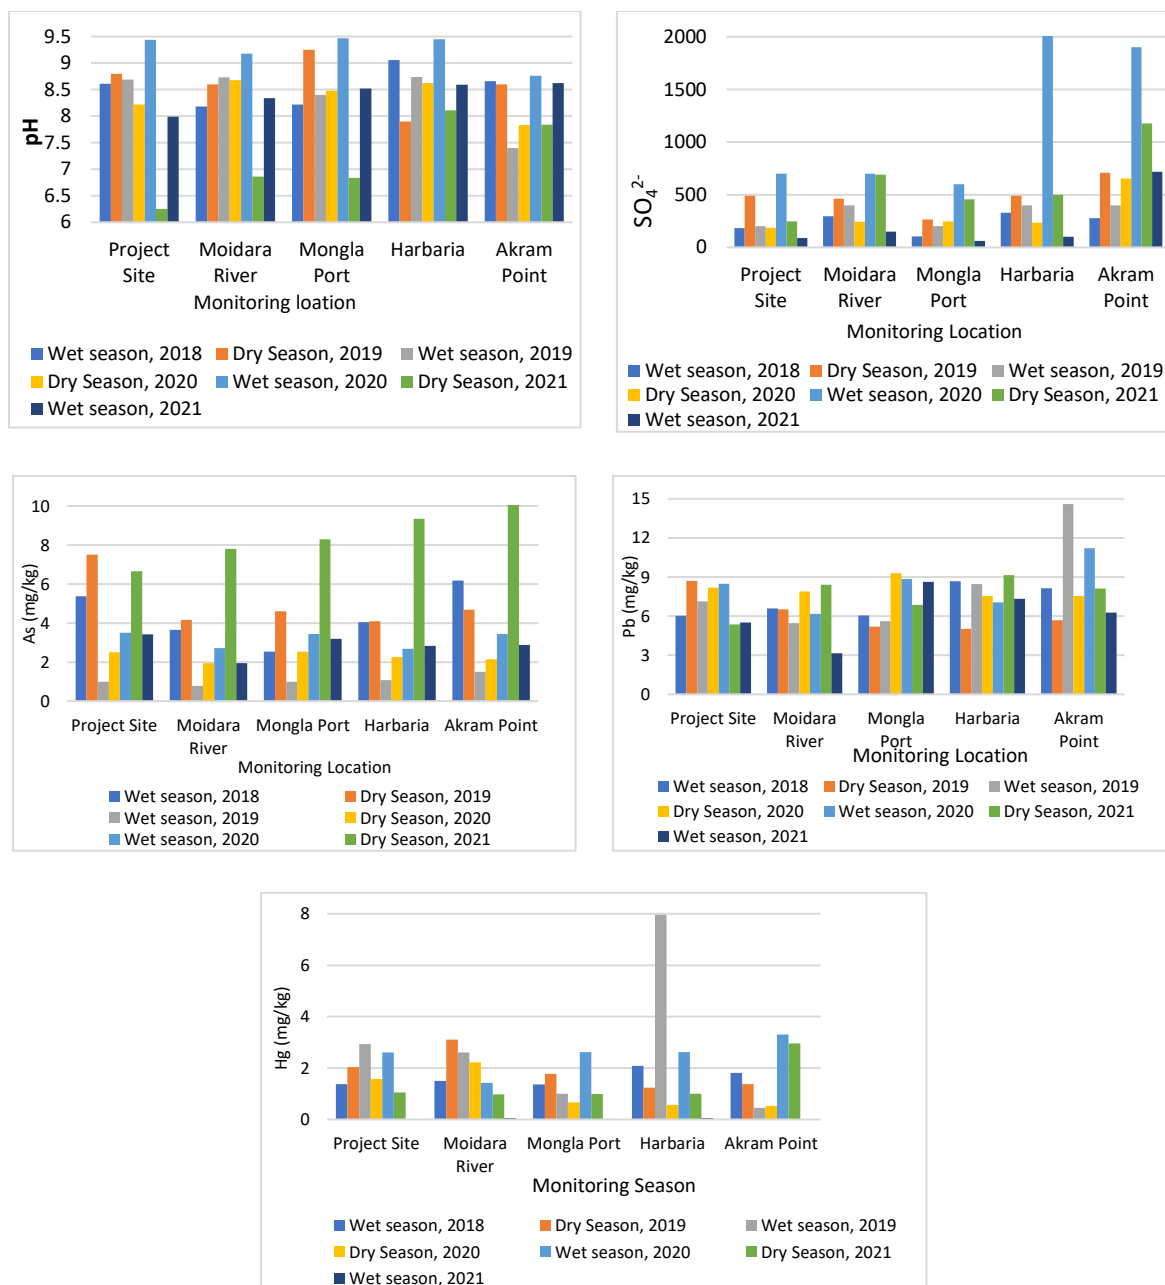 9.5
9
8.5
8
7.5
7
6.5
6
pH
Project Site
Moidara River
Mongla Port
Harbaria
Akram Point
Monitoring loation
Wet season, 2018
Dry Season, 2019
Wet season, 2019
Dry Season, 2020
Wet season, 2020
Dry Season, 2021
Wet season, 2021
2000
1500
1000
500
0
SO₄²⁻
Project Site
Moidara River
Mongla Port
Harbaria
Akram Point
Monitoring Location
Wet season, 2018
Dry Season, 2019
Wet season, 2019
Dry Season, 2020
Wet season, 2020
Dry Season, 2021
Wet season, 2021
10
8
6
4
2
0
As (mg/kg)
Project Site
Moidara River
Mongla Port
Harbaria
Akram Point
Monitoring Location
Wet season, 2018
Dry Season, 2019
Wet season, 2019
Dry Season, 2020
Wet season, 2020
Dry Season, 2021
15
12
9
6
3
0
Pb (mg/kg)
Project Site
Moidara River
Mongla Port
Harbaria
Akram Point
Monitoring Location
Wet season, 2018
Dry Season, 2019
Wet season, 2019
Dry Season, 2020
Wet season, 2020
Dry Season, 2021
Wet season, 2021
8
6
4
2
0
Hg (mg/kg)
Project Site
Moidara River
Mongla Port
Harbaria
Akram Point
Monitoring Season
Wet season, 2018
Dry Season, 2019
Wet season, 2019
Dry Season, 2020
Wet season, 2020
Dry Season, 2021
Wet season, 2021